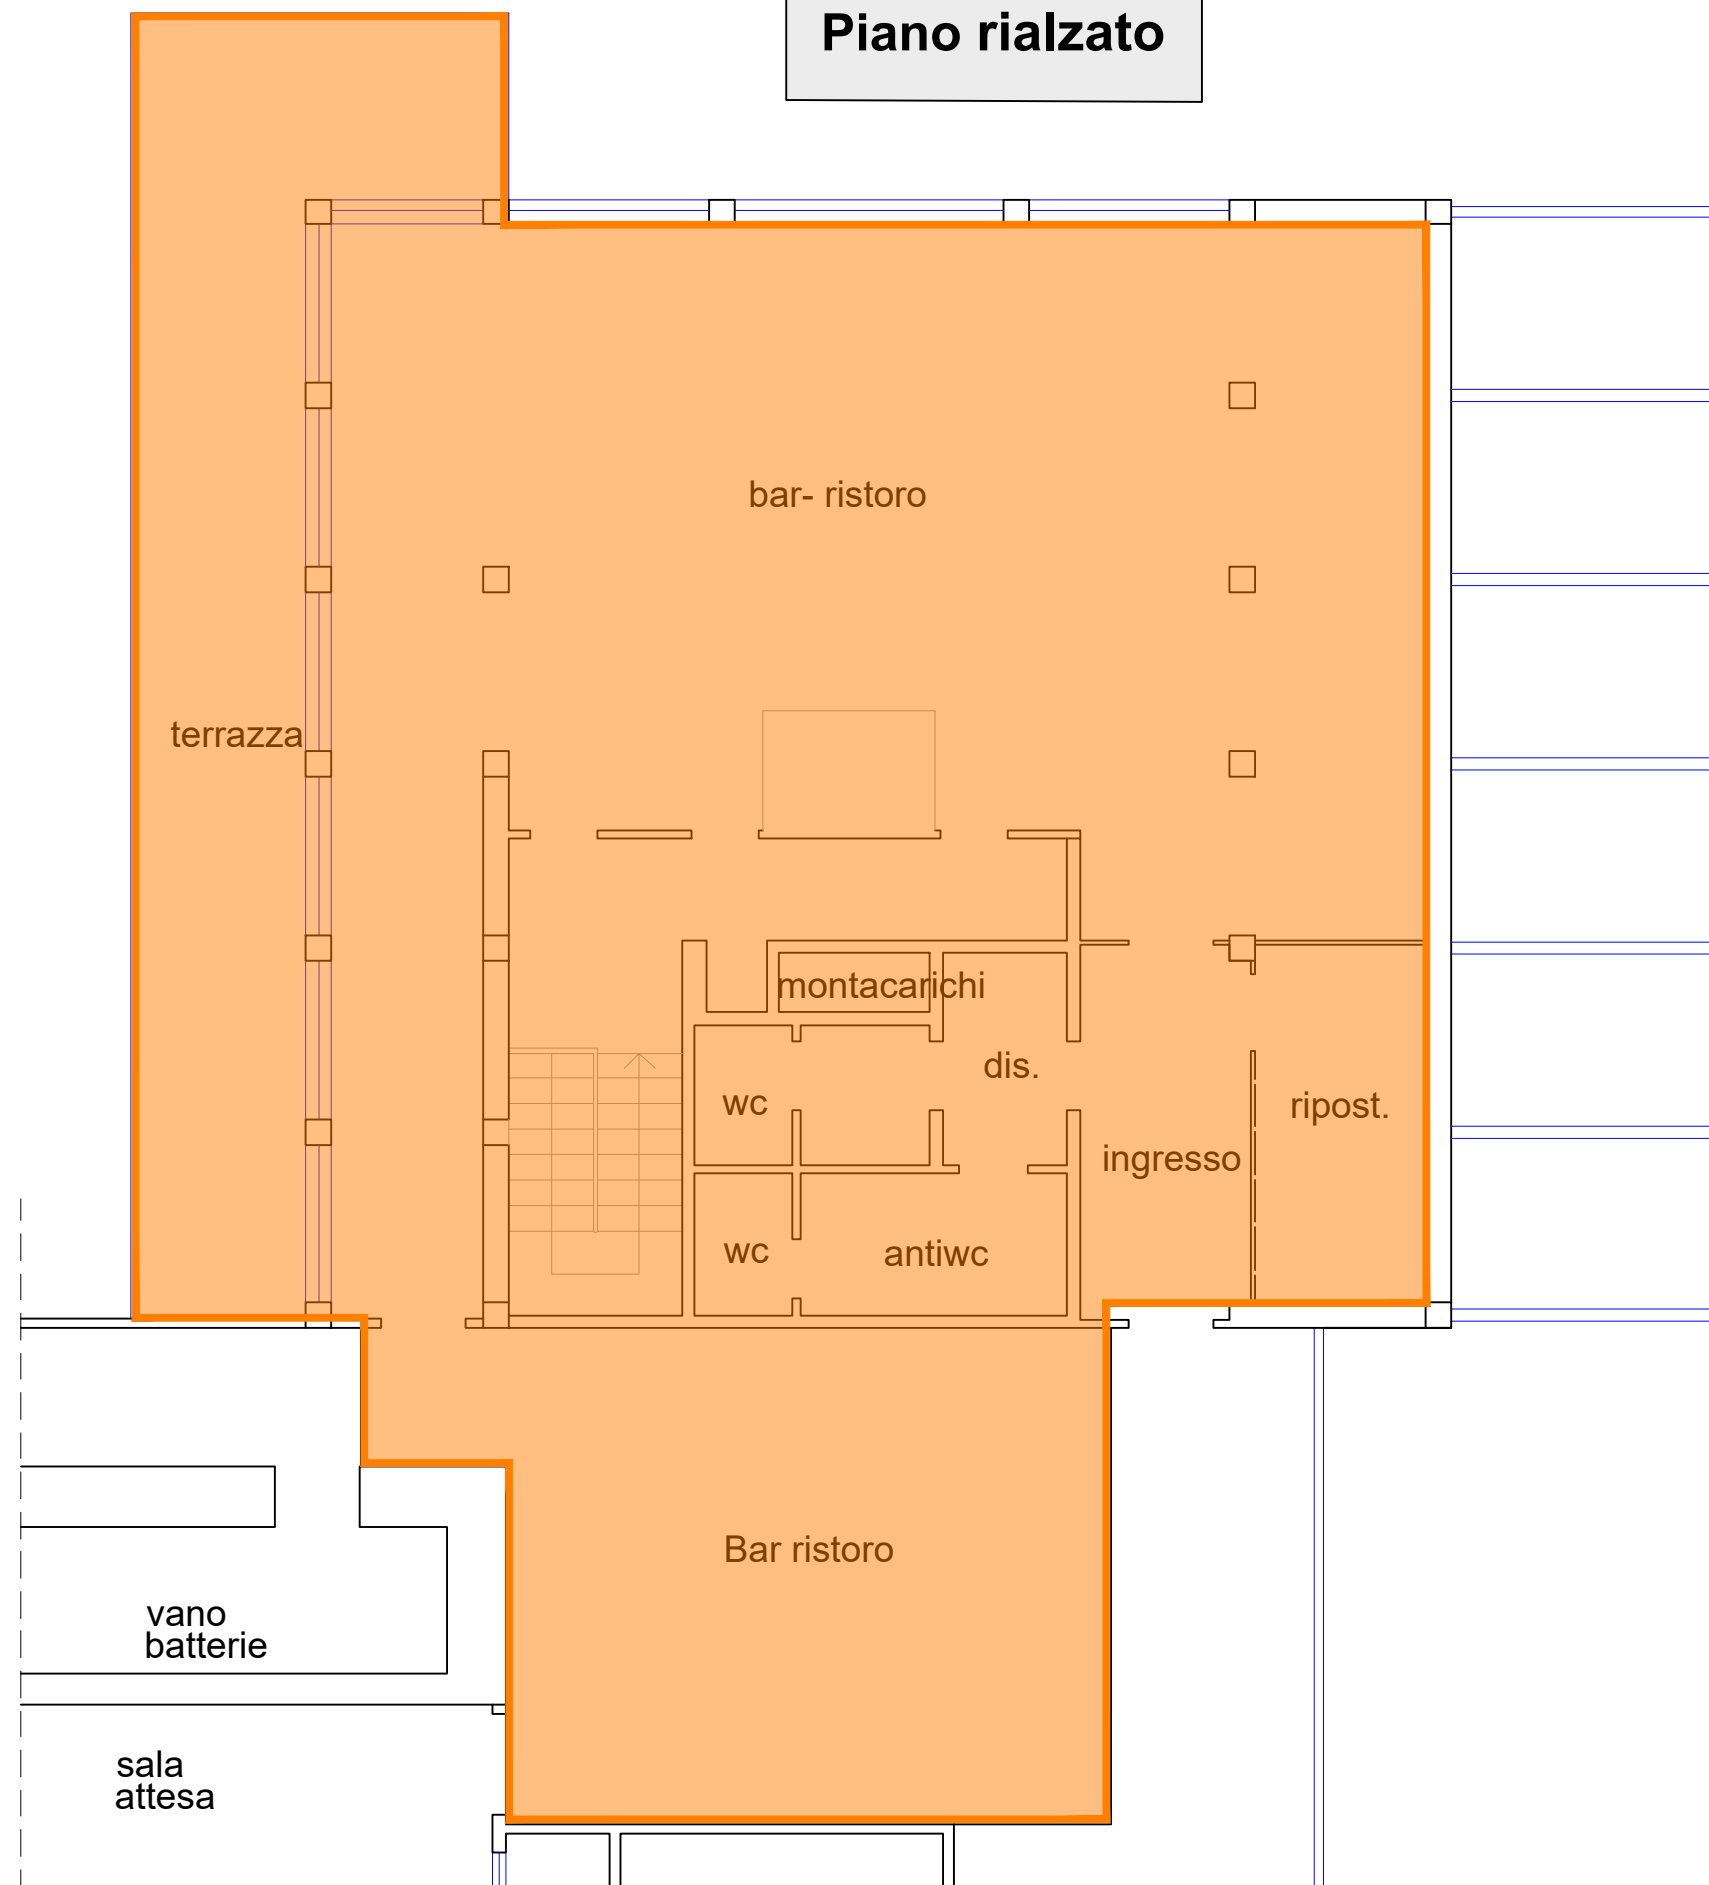 Piano rialzato
bar- ristoro
terrazza
montacarichi
dis.
wc
ripost.
ingresso
wc
antiwc
Bar ristoro
vano
batterie
sala
attesa